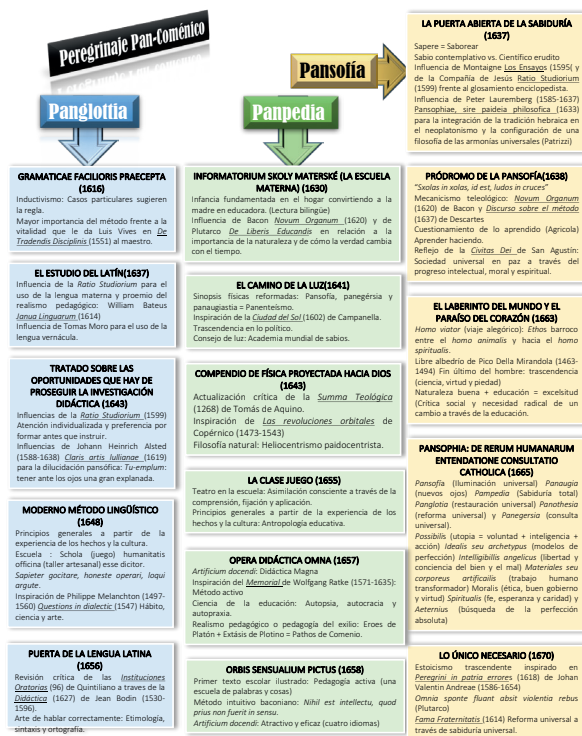 Peregrinaje Pan-Coménico
Panglottia
GRAMATICAE FACILIORIS PRAECEPTA
(1616)
Inductivismo: Casos particulares sugieren
la regla.
Mayor importancia del método frente a la
vitalidad que le da Luis Vives en De
Tradendis Disciplinis (1551) al maestro.
EL ESTUDIO DEL LATÍN(1637)
Influencia de la Ratio Studiorum para el
uso de la lengua materna y proemio del
realismo pedagógico: William Bateus
Janua Linguarum (1614)
Influencia de Tomas Moro para el uso de la
lengua vernácula.
TRATADO SOBRE LAS
OPORTUNIDADES QUE HAY DE
PROSEGUIR LA INVESTIGACIÓN
DIDÁCTICA (1643)
Influencias de la Ratio Studiorum (1599)
Atención individualizada y preferencia por
formar antes que instruir.
Influencias de Johann Heinrich Alsted
(1588-1638) Claris artis lullianae (1619)
para la dilucidación pansófica: Tu-emplum:
tener ante los ojos una gran explanada.
MODERNO MÉTODO LINGÜÍSTICO
(1648)
Principios generales a partir de la
experiencia de los hechos y la cultura.
Escuela : Schola (juego) humanitatis
officina (taller artesanal) esse dicitor.
Sapieter gacitare, honeste operari, loqui
argute.
Inspiración de Philippe Melanchton (1497-
1560) Questions in dialectic (1547) Hábito,
ciencia y arte.
PUERTA DE LA LENGUA LATINA
(1656)
Revisión crítica de las Instituciones
Oratorias (96) de Quintiliano a traves de la
Didáctica (1627) de Jean Bodin (1530-
1596).
Arte de hablar correctamente: Etimología,
sintaxis y ortografía.
Panpedia
INFORMATORIUM SKOLY MATERSKÉ (LA ESCUELA
MATERNA) (1630)
Infancia fundamentada en el hogar convirtiendo a la
madre en educadora. (Lectura bilingüe)
Influencia de Bacon Novum Organum (1620) y de
Plutarco De Liberis Educandis en relación a la
importancia de la naturaleza y de cómo la verdad cambia
con el tiempo.
EL CAMINO DE LA LUZ(1641)
Sinopsis físicas reformadas: Pansofía, panegérsia y
panaugiastia = Panenteísmo.
Inspiración de la Ciudad del Sol (1602) de Campanella.
Trascendencia en lo político.
Consejo de luz: Academia mundial de sabios.
COMPENDIO DE FÍSICA PROYECTADA HACIA DIOS
(1643)
Actualización crítica de la Summa Teológica
(1268) de Tomás de Aquino.
Inspiración de Las revoluciones orbitales de
Copérnico (1473-1543)
Filosofía natural: Heliocentrismo paidocentrista.
LA CLASE JUEGO (1655)
Teatro en la escuela: Asimilación consciente a través de la
comprensión, fijación y aplicación.
Principios generales a partir de la experiencia de los
hechos y la cultura: Antropología educativa.
OPERA DIDÁCTICA OMNA (1657)
Artificium docendi: Didáctica Magna
Inspiración del Memorial de Wolfgang Ratke (1571-1635):
Método activo
Ciencia de la educación: Autopsia, autocracia y
autopraxia.
Realismo pedagógico o pedagogía del exilio: Eroes de
Platón + Extásis de Plotino = Pathos de Comenio.
ORBIS SENSUALIUM PICTUS (1658)
Primer texto escolar ilustrado: Pedagogía activa (una
escuela de palabras y cosas)
Método intuitivo baconiano: Nihil est intellectu, quod
prius non fuerit in sensu.
Artificium docendi: Atractivo y eficaz (cuatro idiomas)
Pansofía
LA PUERTA ABIERTA DE LA SABIDURÍA
(1637)
Sapere = Saborear
Sabio contemplativo vs. Científico erudito
Influencia de Montaigne Los Ensayos (1595( y
de la Compañía de Jesús Ratio Studiorium
(1599) frente al glosamiento enciclopedista.
Influencia de Peter Lauremberg (1585-1637)
Pansophiae, sire paideia philosofica (1633)
para la integración de la tradición hebraica en
el neoplatonismo y la configuración de una
filosofía de las armonías universales (Patrizzi)
PRÓDROMO DE LA PANSOFÍA(1638)
"Sxolas in xolas, id est, ludos in cruces"
Mecanicismo teleológico: Novum Organum
(1620) de Bacon y Discurso sobre el método
(1637) de Descartes
Cuestionamiento de lo aprendido (Agricola)
Aprender haciendo.
Reflejo de la Civitas Dei de San Agustín:
Sociedad universal en paz a través del
progreso intelectual, moral y espiritual.
EL LABERINTO DEL MUNDO Y EL
PARAÍSO DEL CORAZÓN (1663)
Homo viator (viaje alegórico): Ethos barroco
entre el homo animalis y hacia el homo
spiritualis.
Libre albedrío de Pico Della Mirandola (1463-
1494) Fin último del hombre: trascendencia
(ciencia, virtud y piedad)
Naturaleza buena + educación = excelsitud
(Crítica social y necesidad radical de un
cambio a través de la educación.
PANSOPHIA: DE RERUM HUMANARUM
ENTENDATIONE CONSULTATIO
CATHOLICA (1665)
Pansofía (Iluminación universal) Panaugia
(nuevos ojos) Pampedia (Sabiduría total)
Panglotia (restauración universal) Panothesia
(reforma universal) y Panegersia (consulta
universal).
Possibilis (utopia = voluntad + inteligencia +
acción) Idealis seu archetypus (modelos de
perfección) Intelligibillis angelicus (libertad y
conciencia del bien y el mal) Materiales seu
corporeus artificailis (trabajo humano
transformador) Moralis (ética, buen gobierno
y virtud) Spiritualis (fe, esperanza y caridad) y
Aeternius (búsqueda de la perfección
absoluta)
LO ÚNICO NECESARIO (1670)
Estoicismo trascendente inspirado en
Peregrini in patria errores (1618) de Johan
Valentin Andreae (1586-1654)
Omnia sponte fluant absit violentia rebus
(Plutarco)
Fama Fraternitatis (1614) Reforma universal a
través de sabiduría universal.